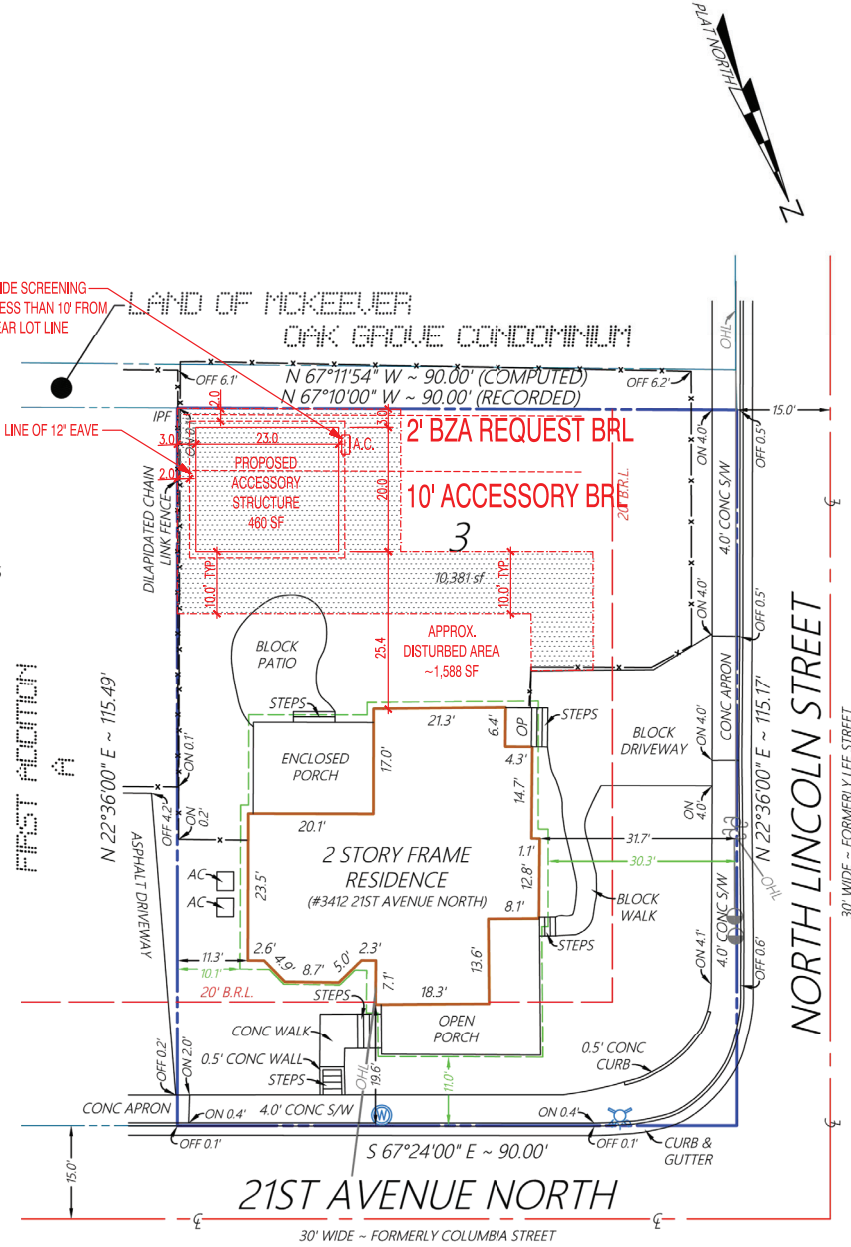 PLAT NORTH
Z
IDE SCREENING
ESS THAN 10' FROM
EAR LOT LINE
LAND OF MCKEEVER
OAK GROVE CONDOMINIUM
OHL
OFF 6.1'
N 67°11'54" W ~ 90.00' (COMPUTED)
N 67°10'00" W ~ 90.00' (RECORDED)
OFF 6.2'
2.0
3.0
15.0'
IPF
ON 0.1'
LINE OF 12" EAVE
3.0
23.0
A.C.
2' BZA REQUEST BRL
ON 4.0'
OFF 0.5'
2.0
PROPOSED
ACCESSORY
STRUCTURE
460 SF
20.0
10' ACCESSORY BRL
20' B.R.L.
4.0' CONC S/W
DILAPIDATED CHAIN
LINK FENCE
3
10,381 sf
10.0' TYP
10.0' TYP
ON 4.0'
OFF 0.5'
APPROX.
DISTURBED AREA
~1,588 SF
25.4
BLOCK
PATIO
STEPS
FIRST ADDITION
A
N 22°36'00" E ~ 115.49'
21.3'
6.4'
OP
STEPS
4.3'
BLOCK
DRIVEWAY
ON 4.0'
CONC APRON
ENCLOSED
PORCH
17.0'
14.7'
ON 0.1'
OFF 4.2'
ON
0.2'
ON
4.0'
N 22°36'00" E ~ 115.17'
NORTH LINCOLN STREET
30' WIDE ~ FORMERLY LEE STREET
20.1'
1.1'
31.7'
30.3'
2 STORY FRAME
RESIDENCE
(#3412 21ST AVENUE NORTH)
12.8'
23.5'
AC
AC
8.1'
BLOCK
WALK
OHL
ASPHALT DRIVEWAY
STEPS
4.0' CONC S/W
11.3'
10.1'
2.6'
4.9'
8.7'
5.0'
2.3'
7.1'
13.6'
18.3'
ON 4.1'
OFF 0.6'
20' B.R.L.
STEPS
OPEN
PORCH
CONC WALK
0.5' CONC WALL
STEPS
OHL
19.6'
11.0'
0.5' CONC
CURB
OFF 0.2'
ON 2.0'
CONC APRON
ON 0.4'
4.0' CONC S/W
W
ON 0.4'
OFF 0.1'
S 67°24'00" E ~ 90.00'
OFF 0.1'
CURB &
GUTTER
15.0'
21ST AVENUE NORTH
30' WIDE ~ FORMERLY COLUMBIA STREET